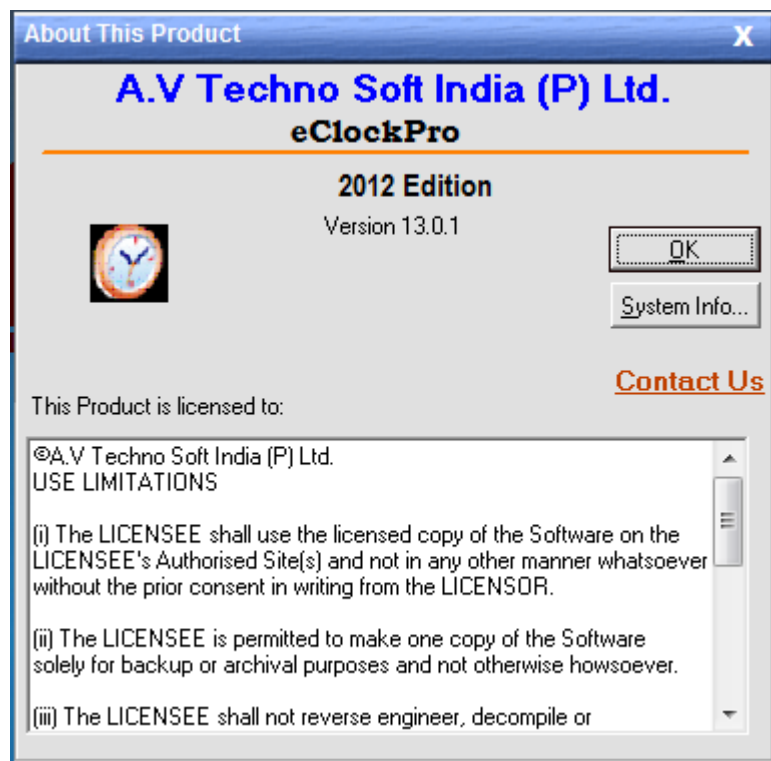 About This Product
X
A.V Techno Soft India (P) Ltd.
eClockPro
2012 Edition
Version 13.0.1
OK
System Info...
Contact Us
This Product is licensed to:
©A.V Techno Soft India (P) Ltd.
USE LIMITATIONS
(i) The LICENSEE shall use the licensed copy of the Software on the
LICENSEE's Authorised Site(s) and not in any other manner whatsoever
without the prior consent in writing from the LICENSOR.
(ii) The LICENSEE is permitted to make one copy of the Software
solely for backup or archival purposes and not otherwise howsoever.
(iii) The LICENSEE shall not reverse engineer, decompile or